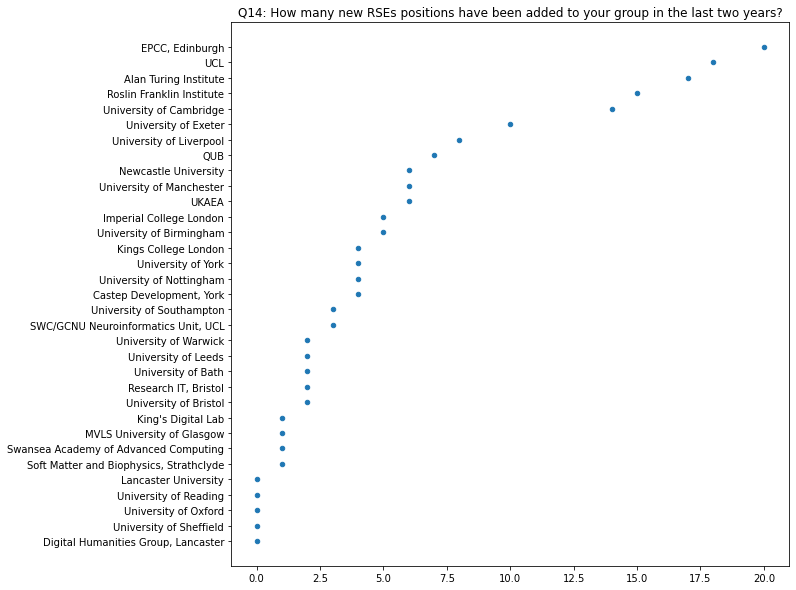 Q14: How many new RSEs positions have been added to your group in the last two years?
EPCC, Edinburgh
UCL
Alan Turing Institute
Roslin Franklin Institute
University of Cambridge
University of Exeter
University of Liverpool
QUB
Newcastle University
University of Manchester
UKAEA
Imperial College London
University of Birmingham
Kings College London
University of York
University of Nottingham
Castep Development, York
University of Southampton
SWC/GCNU Neuroinformatics Unit, UCL
University of Warwick
University of Leeds
University of Bath
Research IT, Bristol
University of Bristol
King's Digital Lab
MVLS University of Glasgow
Swansea Academy of Advanced Computing
Soft Matter and Biophysics, Strathclyde
Lancaster University
University of Reading
University of Oxford
University of Sheffield
Digital Humanities Group, Lancaster
0.0 2.5 5.0 7.5 10.0 12.5 15.0 17.5 20.0